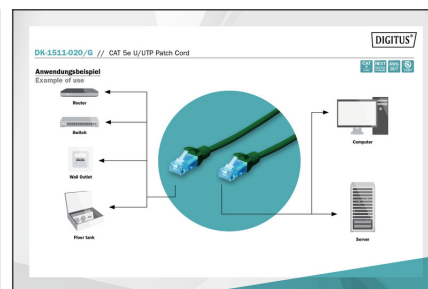 DIGITUS®
DK-1511-020/G // CAT 5e U/UTP Patch Cord
Anwendungsbeispiel
Example of use
Router
Switch
Wall Outlet
Floor tank
Computer
Server